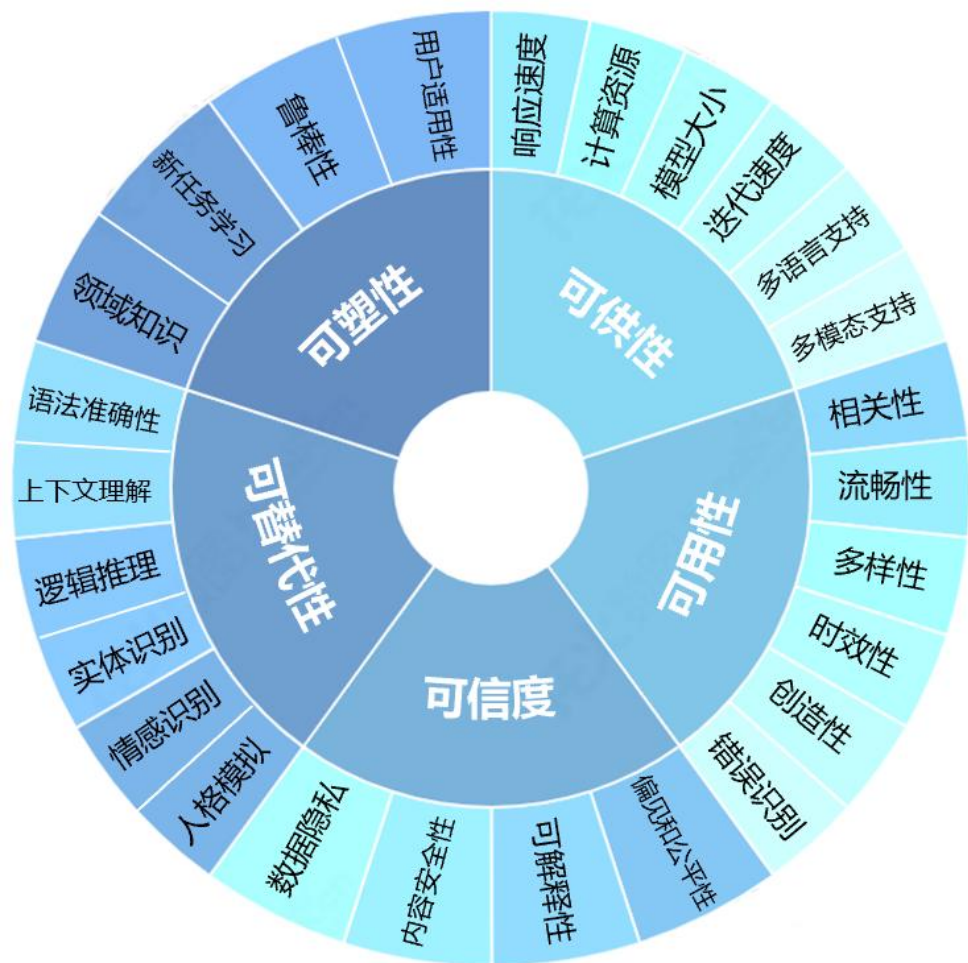 可供性
响应速度
计算资源
模型大小
迭代速度
多语言支持
多模态支持
可用性
相关性
流畅性
多样性
时效性
创造性
错误识别
可信度
偏见和公平性
可解释性
内容安全性
数据隐私
可替代性
人格模拟
情感识别
实体识别
逻辑推理
上下文理解
语法准确性
可塑性
领域知识
新任务学习
鲁棒性
用户适用性